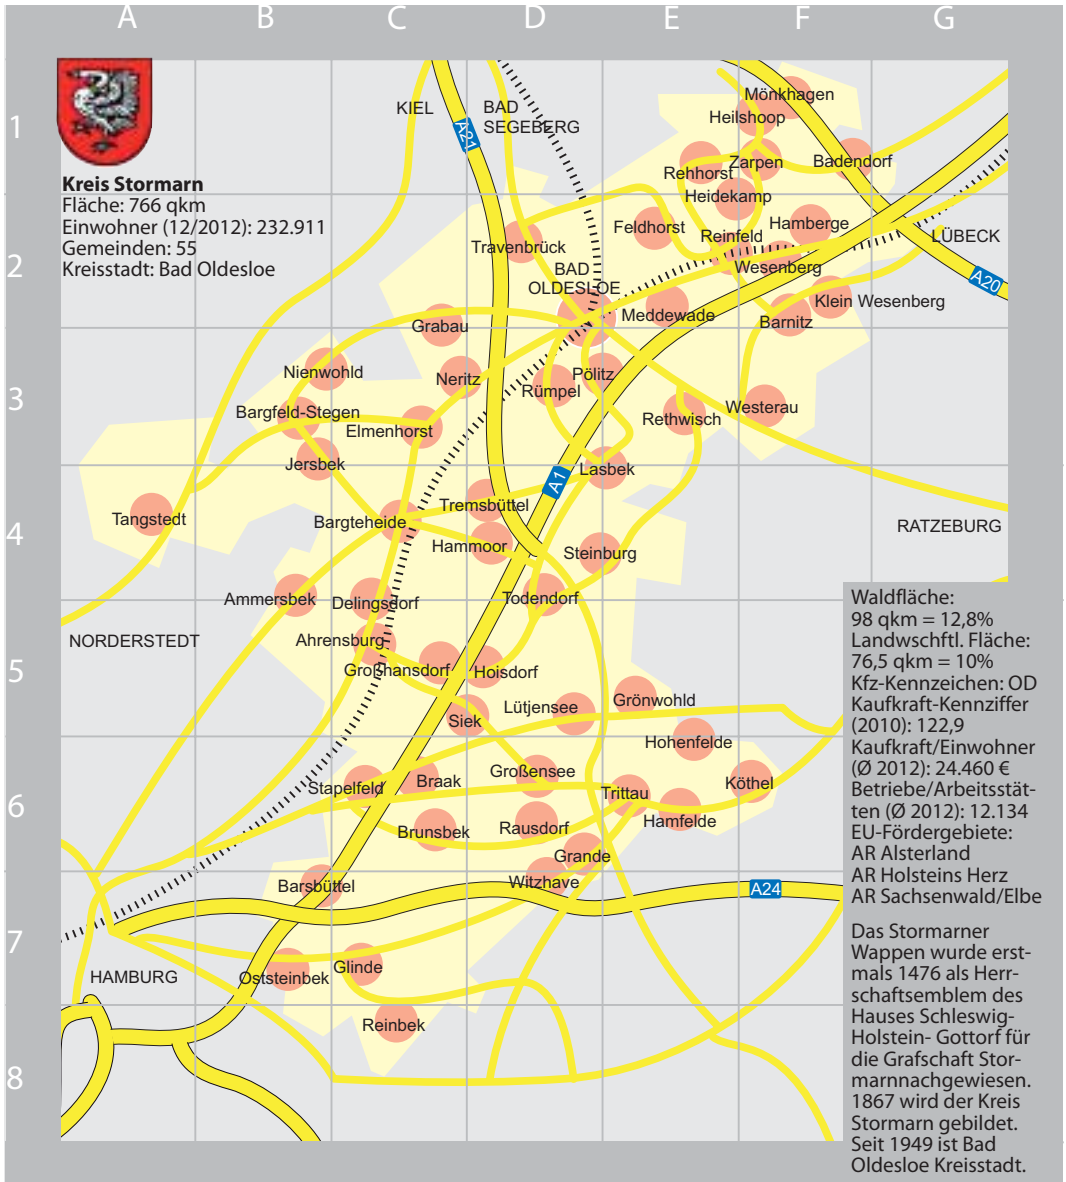 A B C D E F G
KIEL
BAD
SEGEBERG
A21
1
Mönkhagen
Heilshoop
Rehhorst
Zarpen
Badendorf
Heidekamp
Kreis Stormarn
Fläche: 766 qkm
Einwohner (12/2012): 232.911
Gemeinden: 55
Kreisstadt: Bad Oldesloe
2
Travenbrück
Feldhorst
Reinfeld
Hamberge
LÜBECK
BAD
OLDESLOE
Wesenberg
A20
Meddewade
Klein Wesenberg
Barnitz
Grabau
3
Nienwohld
Neritz
Rümpel
Pölitz
Bargfeld-Stegen
Elmenhorst
Rethwisch
Westerau
Jersbek
Lasbek
A1
4
Tangstedt
Bargteheide
Tremsbüttel
Hammoor
Steinburg
RATZEBURG
Ammersbek
Delingsdorf
Todendorf
5
NORDERSTEDT
Ahrensburg
Großhansdorf
Hoisdorf
Siek
Lütjensee
Grönwohld
Hohenfelde
6
Stapelfeld
Braak
Großensee
Trittau
Köthl
Brunsbek
Rausdorf
Hamfelde
Grande
Barsbüttel
Witzhave
A24
7
HAMBURG
Oststeinbek
Glinde
Reinbek
8
Waldfläche:
98 qkm = 12,8%
Landwschftl. Fläche:
76,5 qkm = 10%
Kfz-Kennzeichen: OD
Kaufkraft-Kennziffer
(2010): 122,9
Kaufkraft/Einwohner
(Ø 2012): 24.460 €
Betriebe/Arbeitsstät-
ten (Ø 2012): 12.134
EU-Fördergebiete:
AR Alsterland
AR Holsteins Herz
AR Sachsenwald/Elbe
Das Stormarner
Wappen wurde erst-
mals 1476 als Herr-
schaftsemblem des
Hauses Schleswig-
Holstein- Gottorf für
die Grafschaft Stor-
marnnachgewiesen.
1867 wird der Kreis
Stormarn gebildet.
Seit 1949 ist Bad
Oldesloe Kreisstadt.